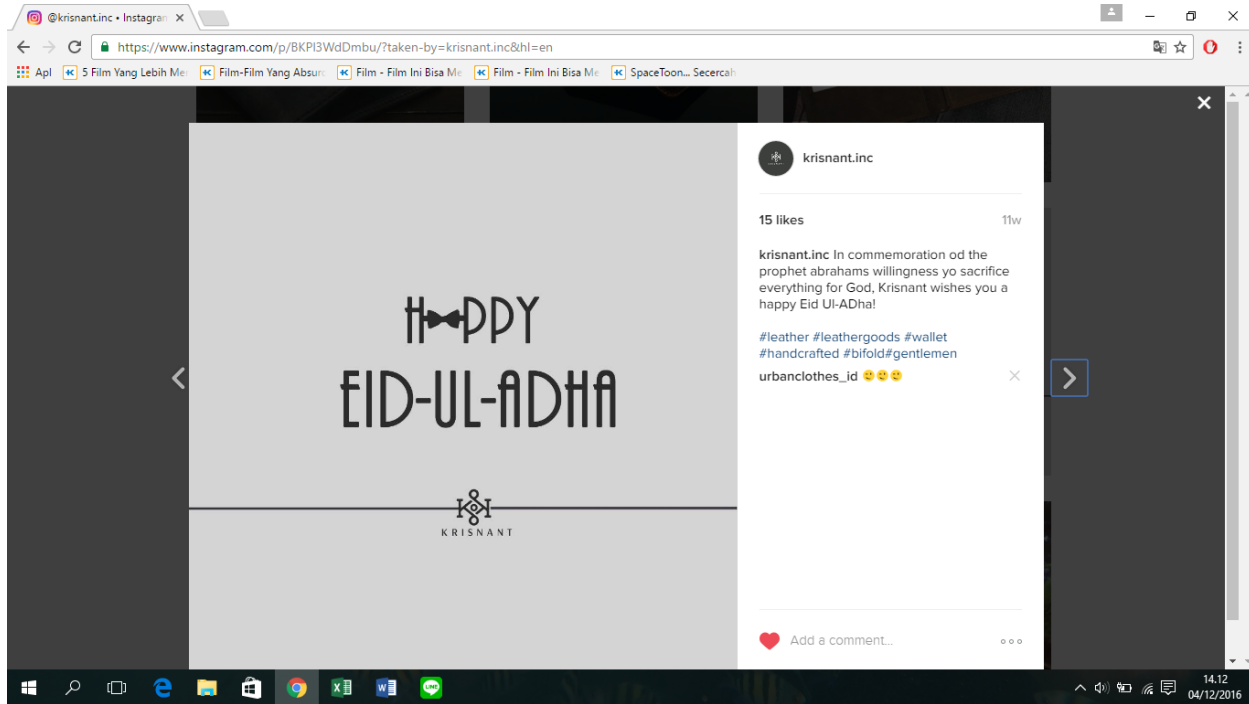 @krisnant.inc • Instagran
https://www.instagram.com/p/BKPI3WdDmbu/?taken-by=krisnant.inc&hl=en
Apl 5 Film Yang Lebih Me Film-Film Yang Absur Film - Film Ini Bisa Me Film - Film Ini Bisa Me SpaceToon... Secercah
krisnant.inc
15 likes 11w
krisnant.inc In commemoration od the
prophet abrahams willingness yo sacrifice
everything for God, Krisnant wishes you a
happy Eid Ul-ADha!
#leather #leathergoods #wallet
#handcrafted #bifold#gentlemen
urbanclothes_id
HAPPY
EID-UL-ADHA
KRISNANT
Add a comment...
LINE
14.12
04/12/2016